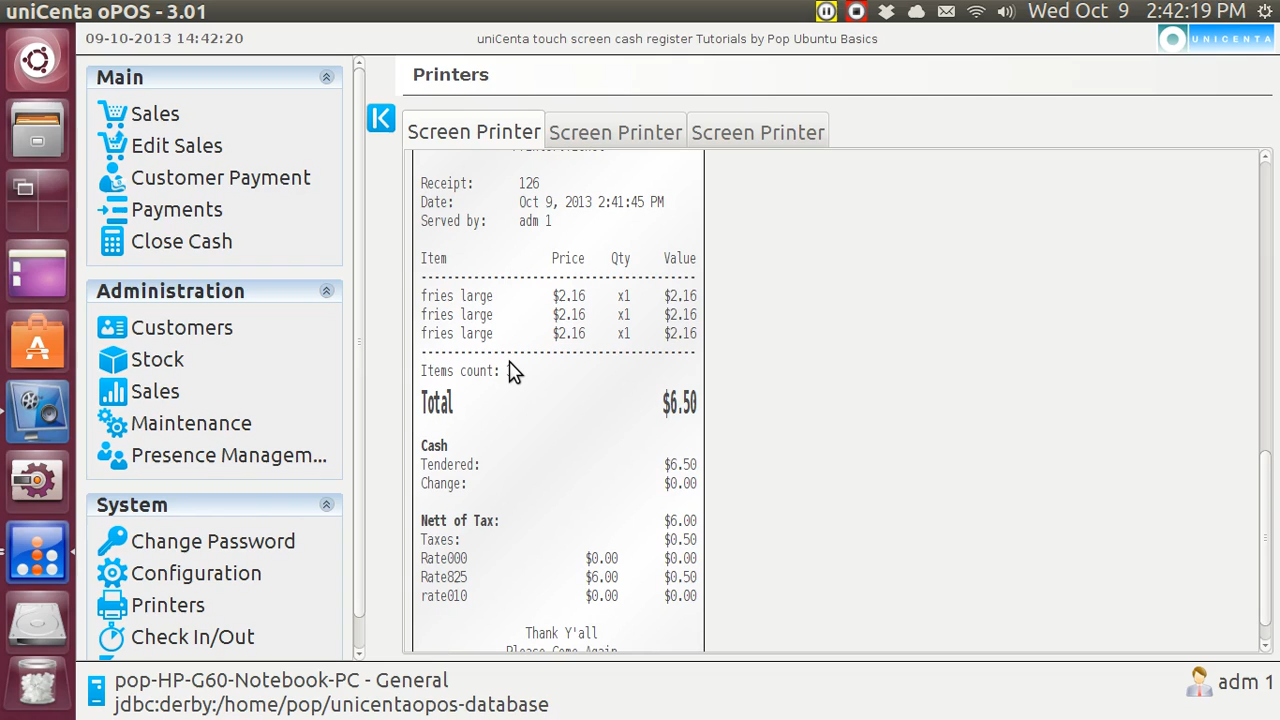 uniCenta oPOS - 3.01
Wed Oct 9 2:42:19 PM
09-10-2013 14:42:20
uniCenta touch screen cash register Tutorials by Pop Ubuntu Basics
UNICENTA
Main
Sales
Edit Sales
Customer Payment
Payments
Close Cash
Administration
Customers
Stock
Sales
Maintenance
Presence Managem...
System
Change Password
Configuration
Printers
Check In/Out
Printers
Screen Printer Screen Printer Screen Printer
Receipt: 126
Date: Oct 9, 2013 2:41:45 PM
Served by: adm 1
Item Price Qty Value
fries large $2.16 x1 $2.16
fries large $2.16 x1 $2.16
fries large $2.16 x1 $2.16
Items count:
Total $6.50
Cash
Tendered: $6.50
Change: $0.00
Nett of Tax: $6.00
Taxes: $0.50
Rate000 $0.00 $0.00
Rate825 $6.00 $0.50
rate010 $0.00 $0.00
Thank Y'all
Please Come Again
pop-HP-G60-Notebook-PC - General
jdbc:derby:/home/pop/unicentaopos-database
adm 1